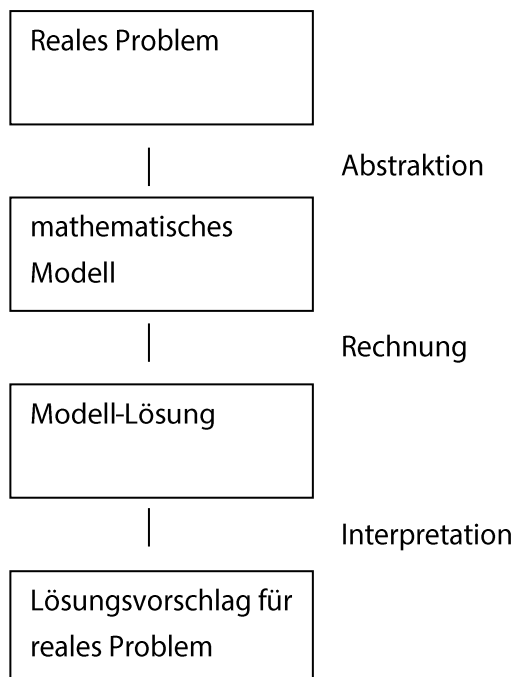 Reales Problem
Abstraktion
mathematisches
Modell
Rechnung
Modell-Lösung
Interpretation
Lösungsvorschlag für
reales Problem